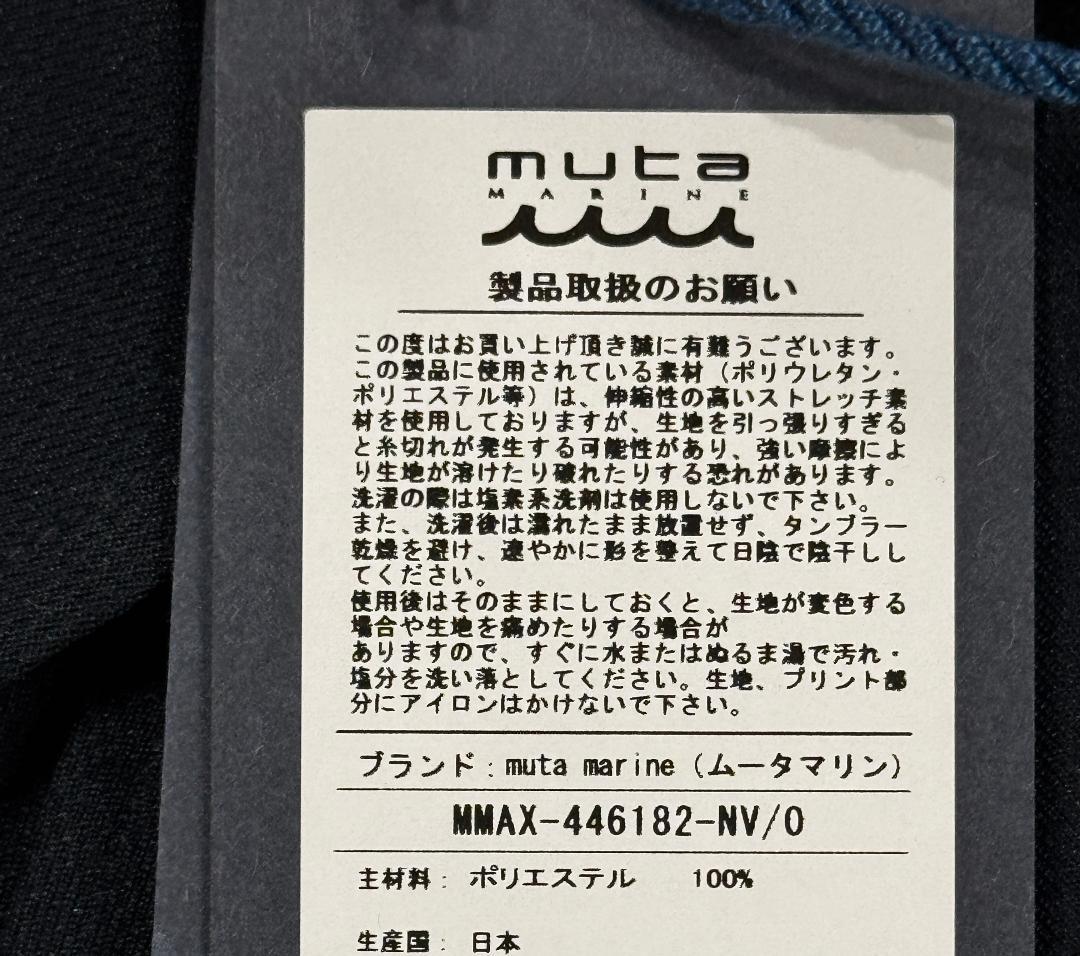 muta
MARINE
製品取扱のお願い
この度はお買い上げ頂き誠に有難うございます。
この製品に使用されている素材（ポリウレタン・
ポリエステル等）は、伸縮性の高いストレッチ素
材を使用しておりますが、生地を引っ張りすぎる
と糸切れが発生する可能性があり、強い摩擦によ
り生地が溶けたり破れたりする恐れがあります。
洗濯の際は塩素系洗剤は使用しないで下さい。
また、洗濯後は濡れたまま放置せず、タンブラー
乾燥を避け、速やかに形を整えて日陰で陰干しし
てください。
使用後はそのままにしておくと、生地が変色する
場合や生地を痛めたりする場合が
ありますので、すぐに水またはぬるま湯で汚れ・
塩分を洗い落としてください。生地、プリント部
分にアイロンはかけないで下さい。
ブランド：muta marine（ムータマリン）
MMAX-446182-NV/0
主材料： ポリエステル 100%
生産国： 日本